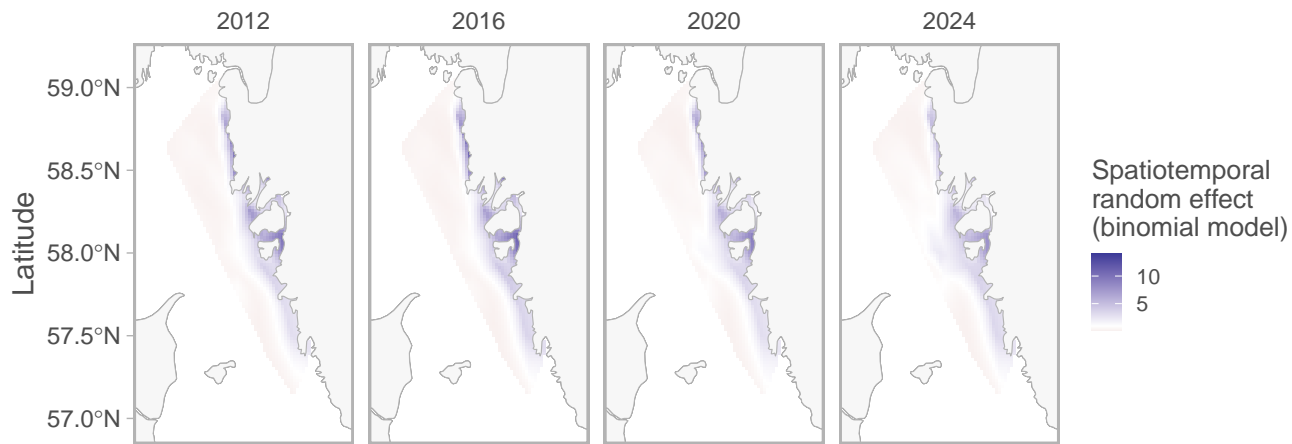 2012 2016 2020 2024
59.0°N
58.5°N
58.0°N
57.5°N
57.0°N
Latitude
Spatiotemporal
random effect
(binomial model)
10
5